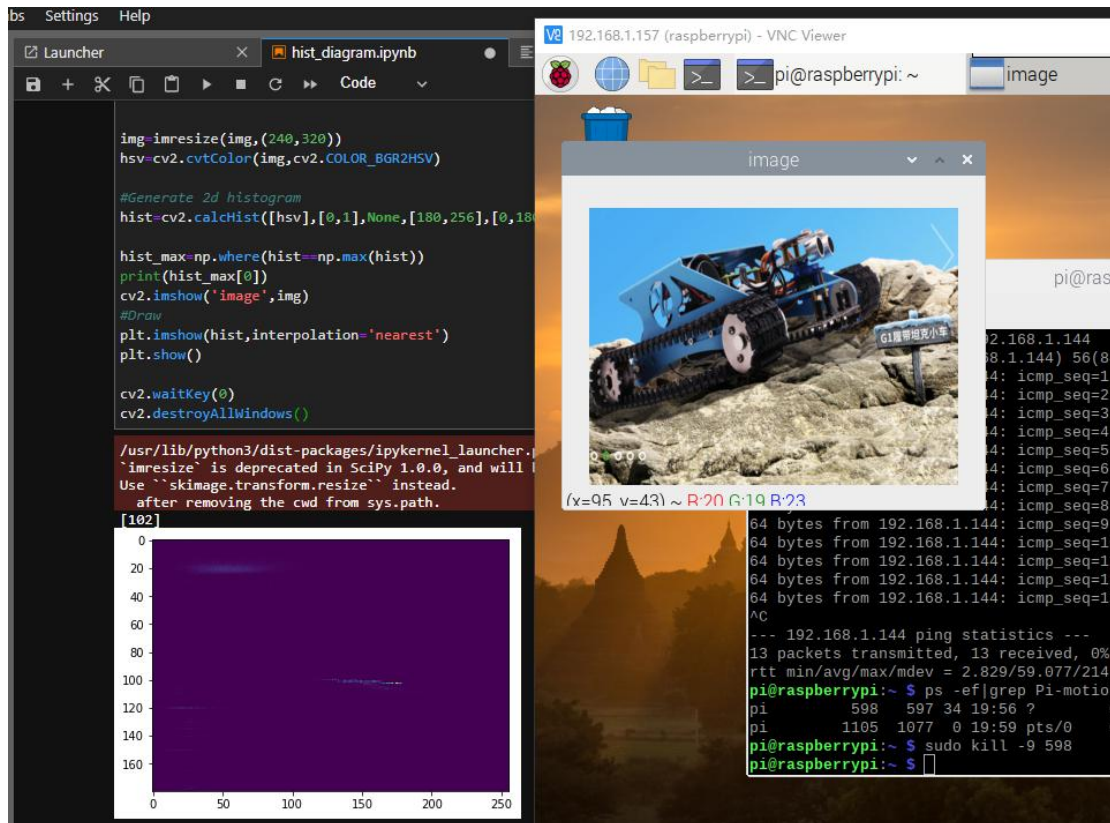 bs Settings Help
Launcher
hist_diagram.ipynb
Code
img=imresize(img,(240,320))
hsv=cv2.cvtColor(img,cv2.COLOR_BGR2HSV)
#Generate 2d histogram
hist=cv2.calcHist([hsv],[0,1],None,[180,256],[0,18
hist_max=np.where(hist==np.max(hist))
print(hist_max[0])
cv2.imshow('image',img)
#Draw
plt.imshow(hist,interpolation='nearest')
plt.show()
cv2.waitKey(0)
cv2.destroyAllWindows()
/usr/lib/python3/dist-packages/ipykernel_launcher.p
`imresize` is deprecated in SciPy 1.0.0, and will
Use ``skimage.transform.resize`` instead.
after removing the cwd from sys.path.
[102]
0
20
40
60
80
100
120
140
160
0 50 100 150 200 250
192.168.1.157 (raspberrypi) - VNC Viewer
pi@raspberrypi: ~
image
image
G1履带坦克小车
(x=95, y=43) ~ R:20 G:19 B:23
pi@ras
92.168.1.144
68.1.144) 56(8
44: icmp_seq=1
44: icmp_seq=2
44: icmp_seq=3
44: icmp_seq=4
44: icmp_seq=5
44: icmp_seq=6
44: icmp_seq=7
44: icmp_seq=8
64 bytes from 192.168.1.144: icmp_seq=9
64 bytes from 192.168.1.144: icmp_seq=1
64 bytes from 192.168.1.144: icmp_seq=1
64 bytes from 192.168.1.144: icmp_seq=1
64 bytes from 192.168.1.144: icmp_seq=1
^C
--- 192.168.1.144 ping statistics ---
13 packets transmitted, 13 received, 0%
rtt min/avg/max/mdev = 2.829/59.077/214
pi@raspberrypi:~ $ ps -ef|grep Pi-motio
pi 598 597 34 19:56 ?
pi 1105 1077 0 19:59 pts/0
pi@raspberrypi:~ $ sudo kill -9 598
pi@raspberrypi:~ $